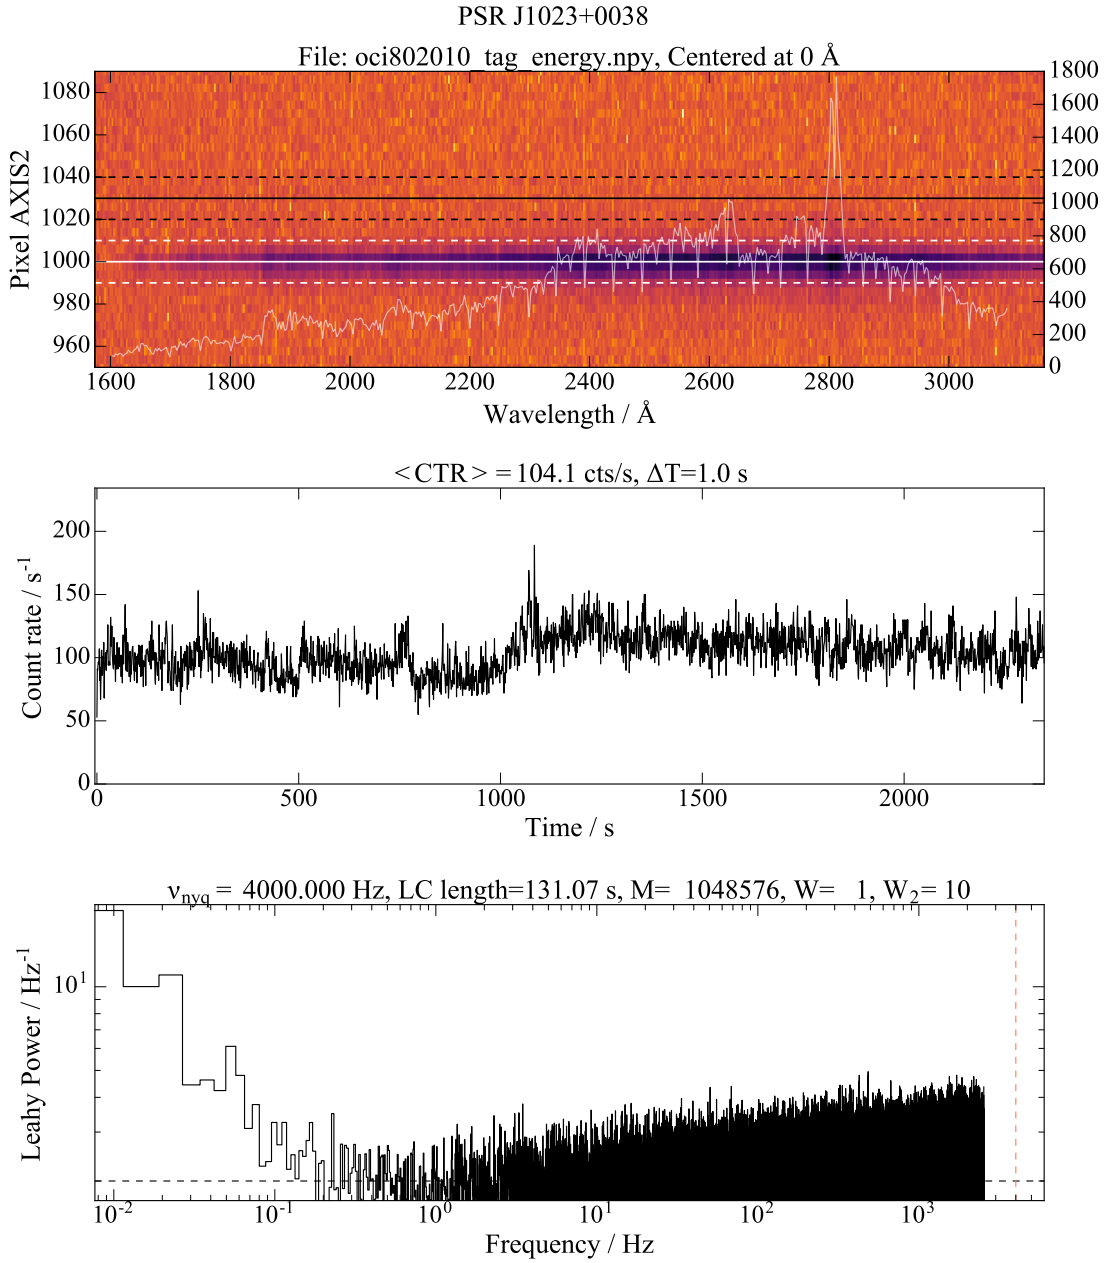 PSR J1023+0038
File: oci802010_tag_energy.npy, Centered at 0 Å
Pixel AXIS2
1080
1060
1040
1020
1000
980
960
1800
1600
1400
1200
1000
800
600
400
200
0
1600 1800 2000 2200 2400 2600 2800 3000
Wavelength / Å
<CTR> = 104.1 cts/s, ΔT=1.0 s
Count rate / s⁻¹
200
150
100
50
0
0 500 1000 1500 2000
Time / s
ν_nyq = 4000.000 Hz, LC length=131.07 s, M= 1048576, W= 1, W₂= 10
Leahy Power / Hz⁻¹
10¹
10⁻² 10⁻¹ 10⁰ 10¹ 10² 10³
Frequency / Hz